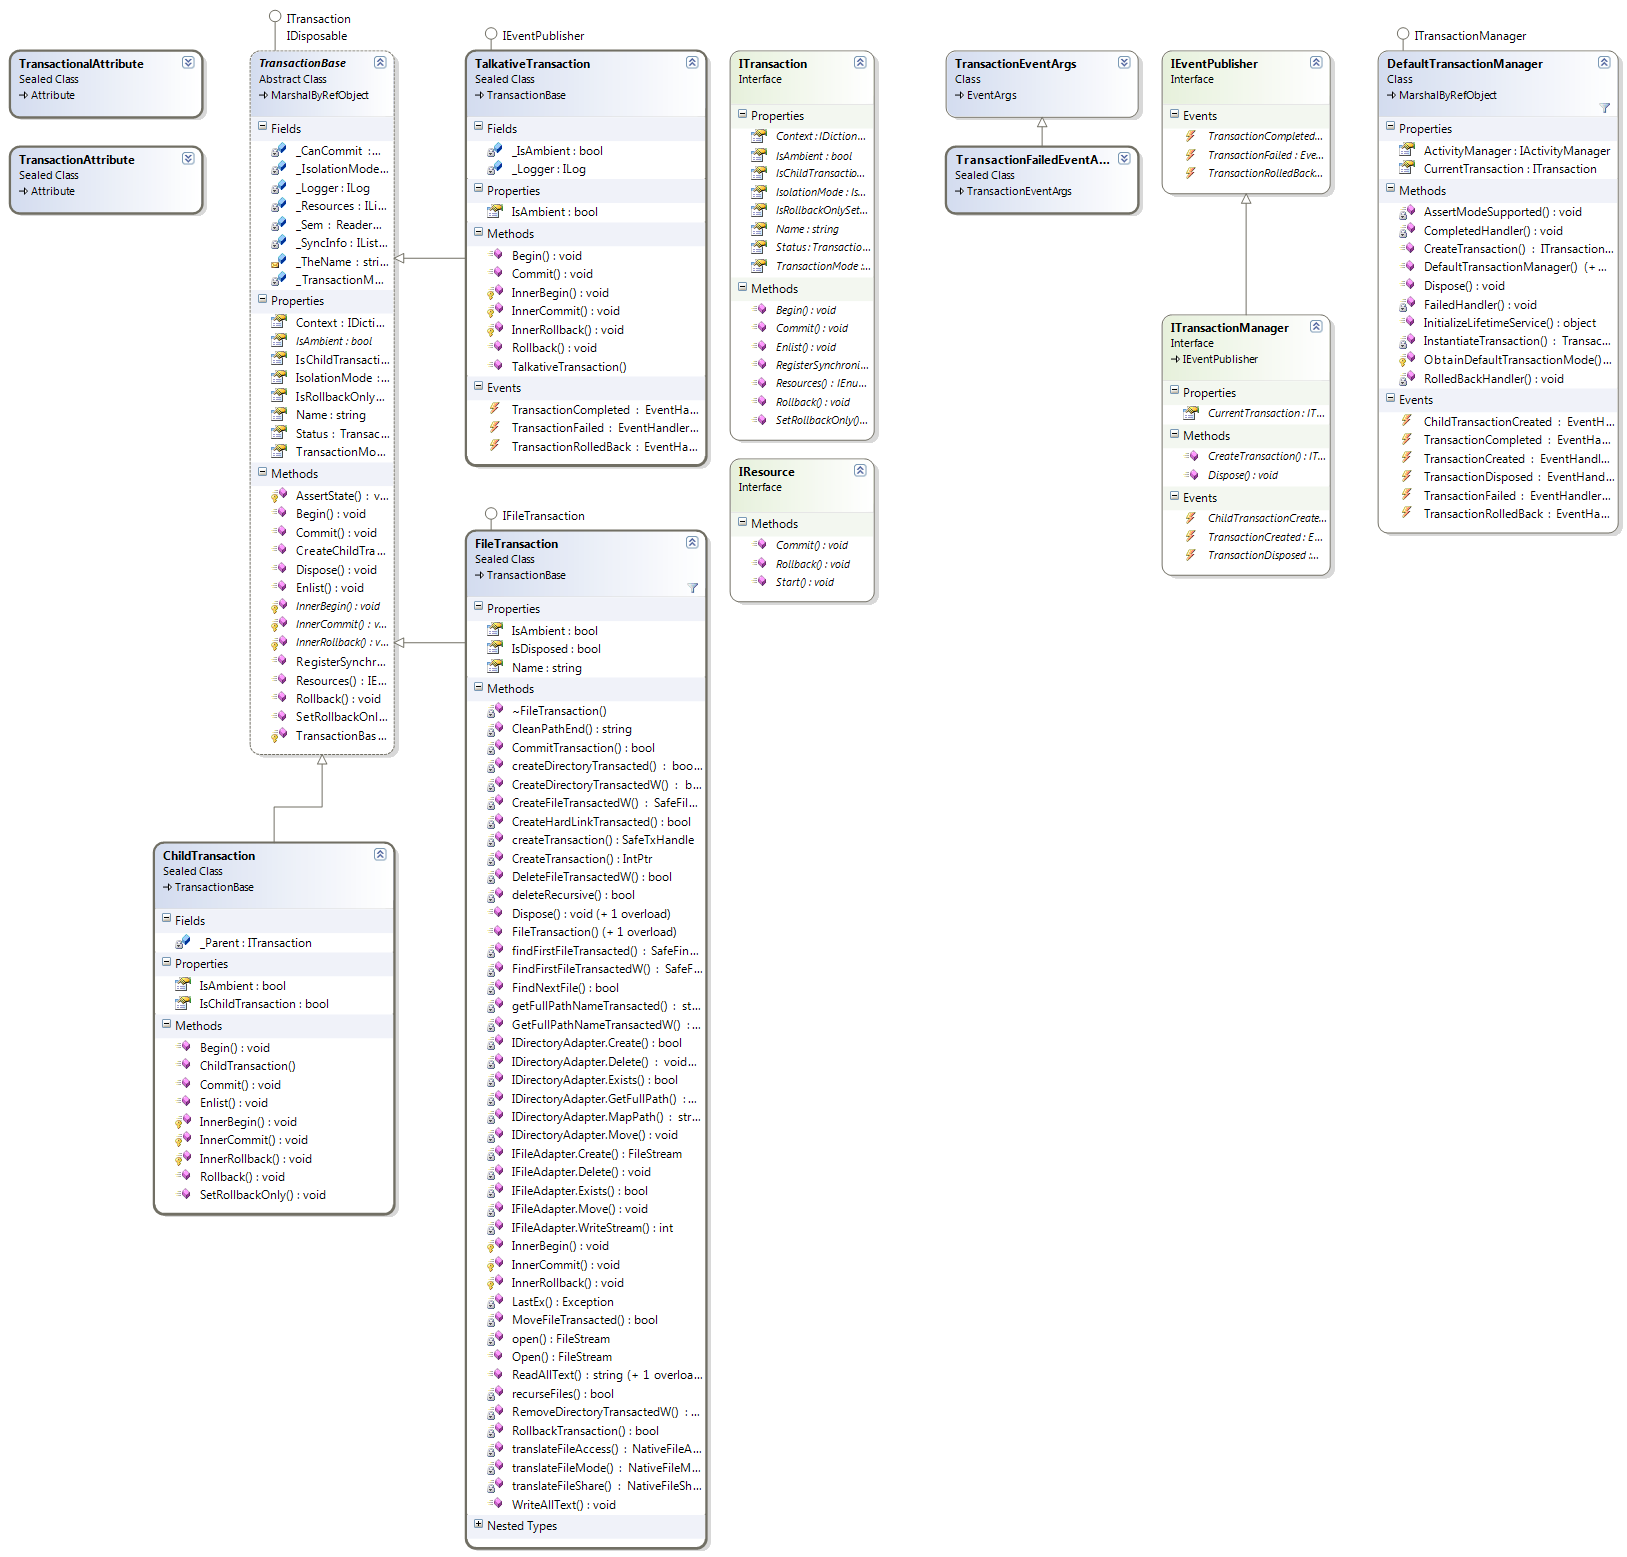 TransactionalAttribute
Sealed Class
Attribute
TransactionAttribute
Sealed Class
Attribute
ITransaction
IDisposable
TransactionBase
Abstract Class
MarshalByRefObject
Fields
_CanCommit :...
_IsolationMode...
_Logger : ILog
_Resources : ILi...
_Sem : Reader...
_SyncInfo : IList...
_TheName : stri...
_TransactionM...
Properties
Context : IDicti...
IsAmbient : bool
IsChildTransacti...
IsolationMode :...
IsRollbackOnly...
Name : string
Status : Transac...
TransactionMo...
Methods
AssertState() : v...
Begin() : void
Commit() : void
CreateChildTra...
Dispose() : void
Enlist() : void
InnerBegin() : void
InnerCommit() : v...
InnerRollback() : v...
RegisterSynchr...
Resources() : IE...
Rollback() : void
SetRollbackOnl...
TransactionBas...
ChildTransaction
Sealed Class
TransactionBase
Fields
_Parent : ITransaction
Properties
IsAmbient : bool
IsChildTransaction : bool
Methods
Begin() : void
ChildTransaction()
Commit() : void
Enlist() : void
InnerBegin() : void
InnerCommit() : void
InnerRollback() : void
Rollback() : void
SetRollbackOnly() : void
IEventPublisher
TalkativeTransaction
Sealed Class
TransactionBase
Fields
_IsAmbient : bool
_Logger : ILog
Properties
IsAmbient : bool
Methods
Begin() : void
Commit() : void
InnerBegin() : void
InnerCommit() : void
InnerRollback() : void
Rollback() : void
TalkativeTransaction()
Events
TransactionCompleted : EventHa...
TransactionFailed : EventHandler...
TransactionRolledBack : EventHa...
IFileTransaction
FileTransaction
Sealed Class
TransactionBase
Properties
IsAmbient : bool
IsDisposed : bool
Name : string
Methods
~FileTransaction()
CleanPathEnd() : string
CommitTransaction() : bool
createDirectoryTransacted() : boo...
CreateDirectoryTransactedW() : b...
CreateFileTransactedW() : SafeFil...
CreateHardLinkTransacted() : bool
createTransaction() : SafeTxHandle
CreateTransaction() : IntPtr
DeleteFileTransactedW() : bool
deleteRecursive() : bool
Dispose() : void (+ 1 overload)
FileTransaction() (+ 1 overload)
findFirstFileTransacted() : SafeFin...
FindFirstFileTransactedW() : SafeF...
FindNextFile() : bool
getFullPathNameTransacted() : st...
GetFullPathNameTransactedW() :...
IDirectoryAdapter.Create() : bool
IDirectoryAdapter.Delete() : void...
IDirectoryAdapter.Exists() : bool
IDirectoryAdapter.GetFullPath() :...
IDirectoryAdapter.MapPath() : str...
IDirectoryAdapter.Move() : void
IFileAdapter.Create() : FileStream
IFileAdapter.Delete() : void
IFileAdapter.Exists() : bool
IFileAdapter.Move() : void
IFileAdapter.WriteStream() : int
InnerBegin() : void
InnerCommit() : void
InnerRollback() : void
LastEx() : Exception
MoveFileTransacted() : bool
open() : FileStream
Open() : FileStream
ReadAllText() : string (+ 1 overloa...
recurseFiles() : bool
RemoveDirectoryTransactedW() : ...
RollbackTransaction() : bool
translateFileAccess() : NativeFileA...
translateFileMode() : NativeFileM...
translateFileShare() : NativeFileSh...
WriteAllText() : void
Nested Types
ITransaction
Interface
Properties
Context : IDiction...
IsAmbient : bool
IsChildTransactio...
IsolationMode : Is...
IsRollbackOnlySet...
Name : string
Status : Transactio...
TransactionMode :...
Methods
Begin() : void
Commit() : void
Enlist() : void
RegisterSynchroni...
Resources() : IEnu...
Rollback() : void
SetRollbackOnly()...
IResource
Interface
Methods
Commit() : void
Rollback() : void
Start() : void
TransactionEventArgs
Class
EventArgs
TransactionFailedEventA...
Sealed Class
TransactionEventArgs
IEventPublisher
Interface
Events
TransactionCompleted...
TransactionFailed : Eve...
TransactionRolledBack...
ITransactionManager
Interface
IEventPublisher
Properties
CurrentTransaction : IT...
Methods
CreateTransaction() : IT...
Dispose() : void
Events
ChildTransactionCreate...
TransactionCreated : E...
TransactionDisposed :...
ITransactionManager
DefaultTransactionManager
Class
MarshalByRefObject
Properties
ActivityManager : IActivityManager
CurrentTransaction : ITransaction
Methods
AssertModeSupported() : void
CompletedHandler() : void
CreateTransaction() : ITransaction...
DefaultTransactionManager() (+ ...
Dispose() : void
FailedHandler() : void
InitializeLifetimeService() : object
InstantiateTransaction() : Transac...
ObtainDefaultTransactionMode()...
RolledBackHandler() : void
Events
ChildTransactionCreated : EventH...
TransactionCompleted : EventHa...
TransactionCreated : EventHandl...
TransactionDisposed : EventHand...
TransactionFailed : EventHandler...
TransactionRolledBack : EventHa...